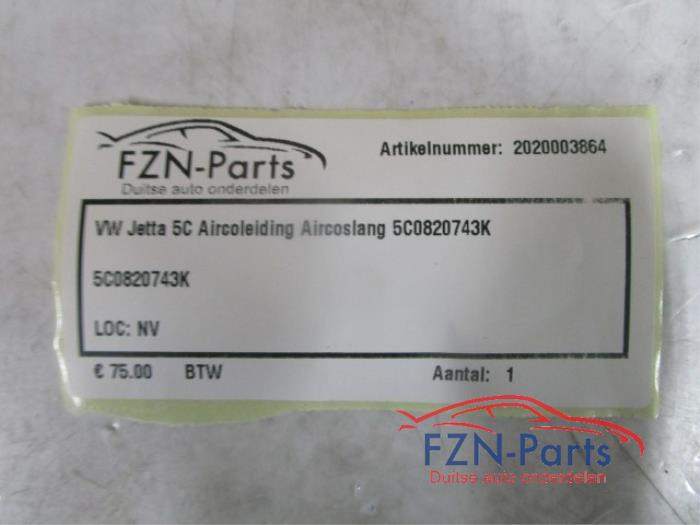 FZN-Parts
Duitse auto onderdelen
Artikelnummer: 2020003864
VW Jetta 5C Aircoleiding Aircoslang 5C0820743K
5C0820743K
LOC: NV
€ 75.00 BTW Aantal: 1
FZN-Parts
Duitse auto onderdelen